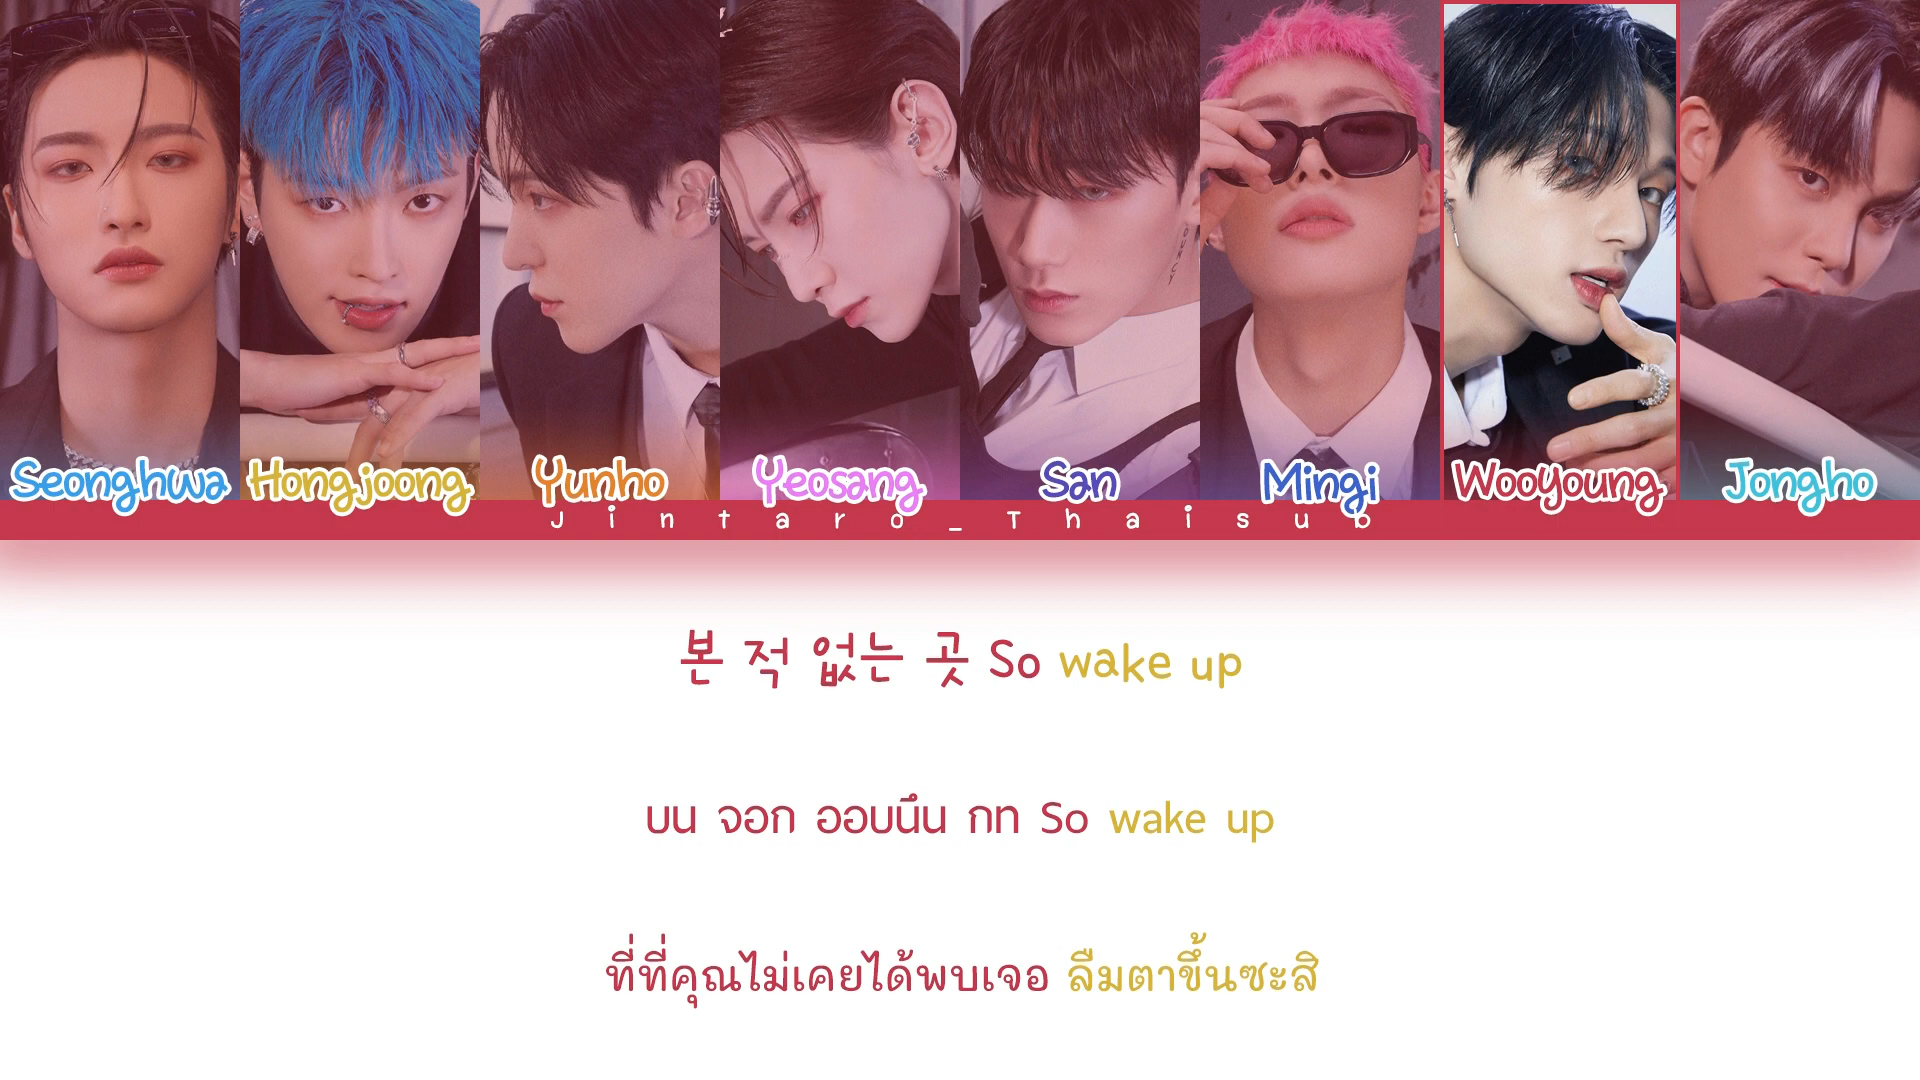 Seonghwa Hongjoong Yunho Yeosang San Mingi Wooyoung Jongho
Jintaro_Thaisub
본 적 없는 곳 So wake up
บน จอก ออบนึน กท So wake up
ที่ที่คุณไม่เคยได้พบเจอ ลืมตาขึ้นซะสิ